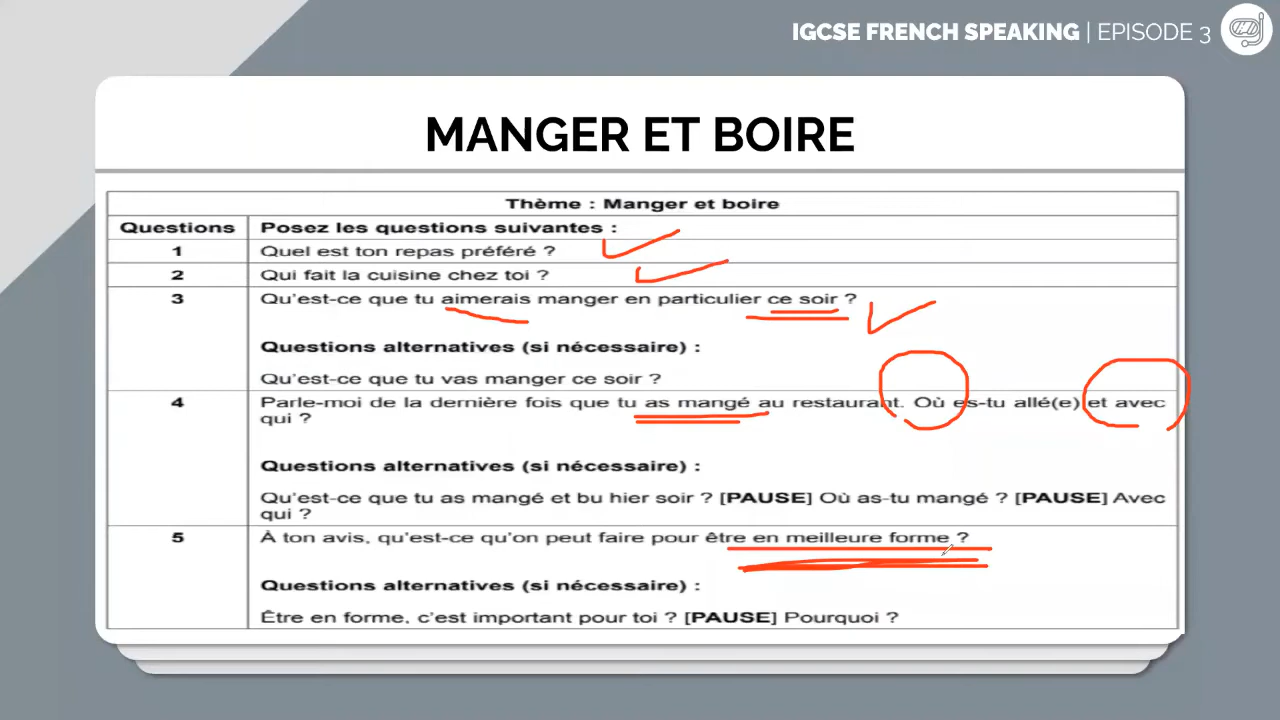 IGCSE FRENCH SPEAKING | EPISODE 3
MANGER ET BOIRE
Thème : Manger et boire
Questions Posez les questions suivantes :
1 Quel est ton repas préféré ?
2 Qui fait la cuisine chez toi ?
3 Qu'est-ce que tu aimerais manger en particulier ce soir ?
Questions alternatives (si nécessaire) :
Qu'est-ce que tu vas manger ce soir ?
4 Parle-moi de la dernière fois que tu as mangé au restaurant. Où es-tu allé(e) et avec
qui ?
Questions alternatives (si nécessaire) :
Qu'est-ce que tu as mangé et bu hier soir ? [PAUSE] Où as-tu mangé ? [PAUSE] Avec
qui ?
5 À ton avis, qu'est-ce qu'on peut faire pour être en meilleure forme ?
Questions alternatives (si nécessaire) :
Être en forme, c'est important pour toi ? [PAUSE] Pourquoi ?